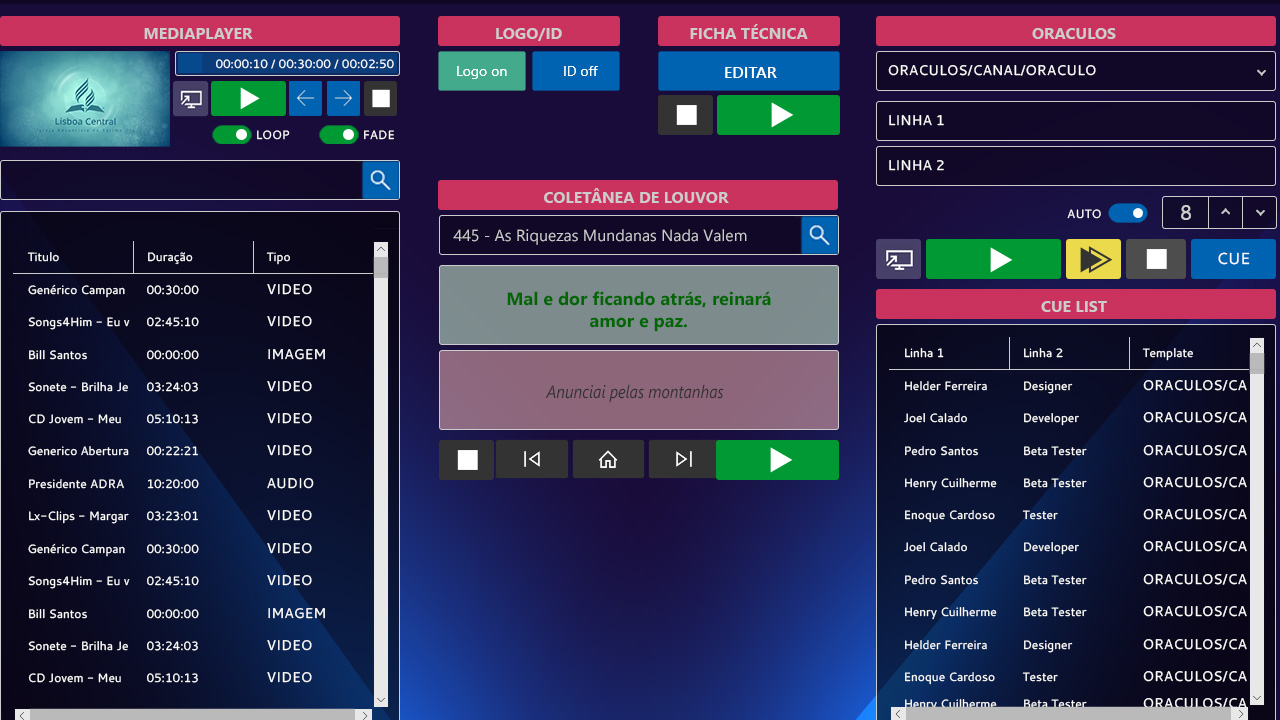 MEDIAPLAYER
Lisboa Central
00:00:10 / 00:30:00 / 00:02:50
LOOP
FADE
Titulo Duração Tipo
Genérico Campan 00:30:00 VIDEO
Songs4Him - Eu v 02:45:10 VIDEO
Bill Santos 00:00:00 IMAGEM
Sonete - Brilha Je 03:24:03 VIDEO
CD Jovem - Meu 05:10:13 VIDEO
Generico Abertura 00:22:21 VIDEO
Presidente ADRA 10:20:00 AUDIO
Lx-Clips - Margar 03:23:01 VIDEO
Genérico Campan 00:30:00 VIDEO
Songs4Him - Eu v 02:45:10 VIDEO
Bill Santos 00:00:00 IMAGEM
Sonete - Brilha Je 03:24:03 VIDEO
CD Jovem - Meu 05:10:13 VIDEO
LOGO/ID
Logo on
ID off
FICHA TÉCNICA
EDITAR
COLETÂNEA DE LOUVOR
445 - As Riquezas Mundanas Nada Valem
Mal e dor ficando atrás, reinará
amor e paz.
Anunciai pelas montanhas
ORACULOS
ORACULOS/CANAL/ORACULO
LINHA 1
LINHA 2
AUTO
8
CUE
CUE LIST
Linha 1 Linha 2 Template
Helder Ferreira Designer ORACULOS/CA
Joel Calado Developer ORACULOS/CA
Pedro Santos Beta Tester ORACULOS/CA
Henry Cuilherme Beta Tester ORACULOS/CA
Enoque Cardoso Tester ORACULOS/CA
Joel Calado Developer ORACULOS/CA
Pedro Santos Beta Tester ORACULOS/CA
Henry Cuilherme Beta Tester ORACULOS/CA
Helder Ferreira Designer ORACULOS/CA
Enoque Cardoso Tester ORACULOS/CA
Henry Cuilherme Beta Tester ORACULOS/CA